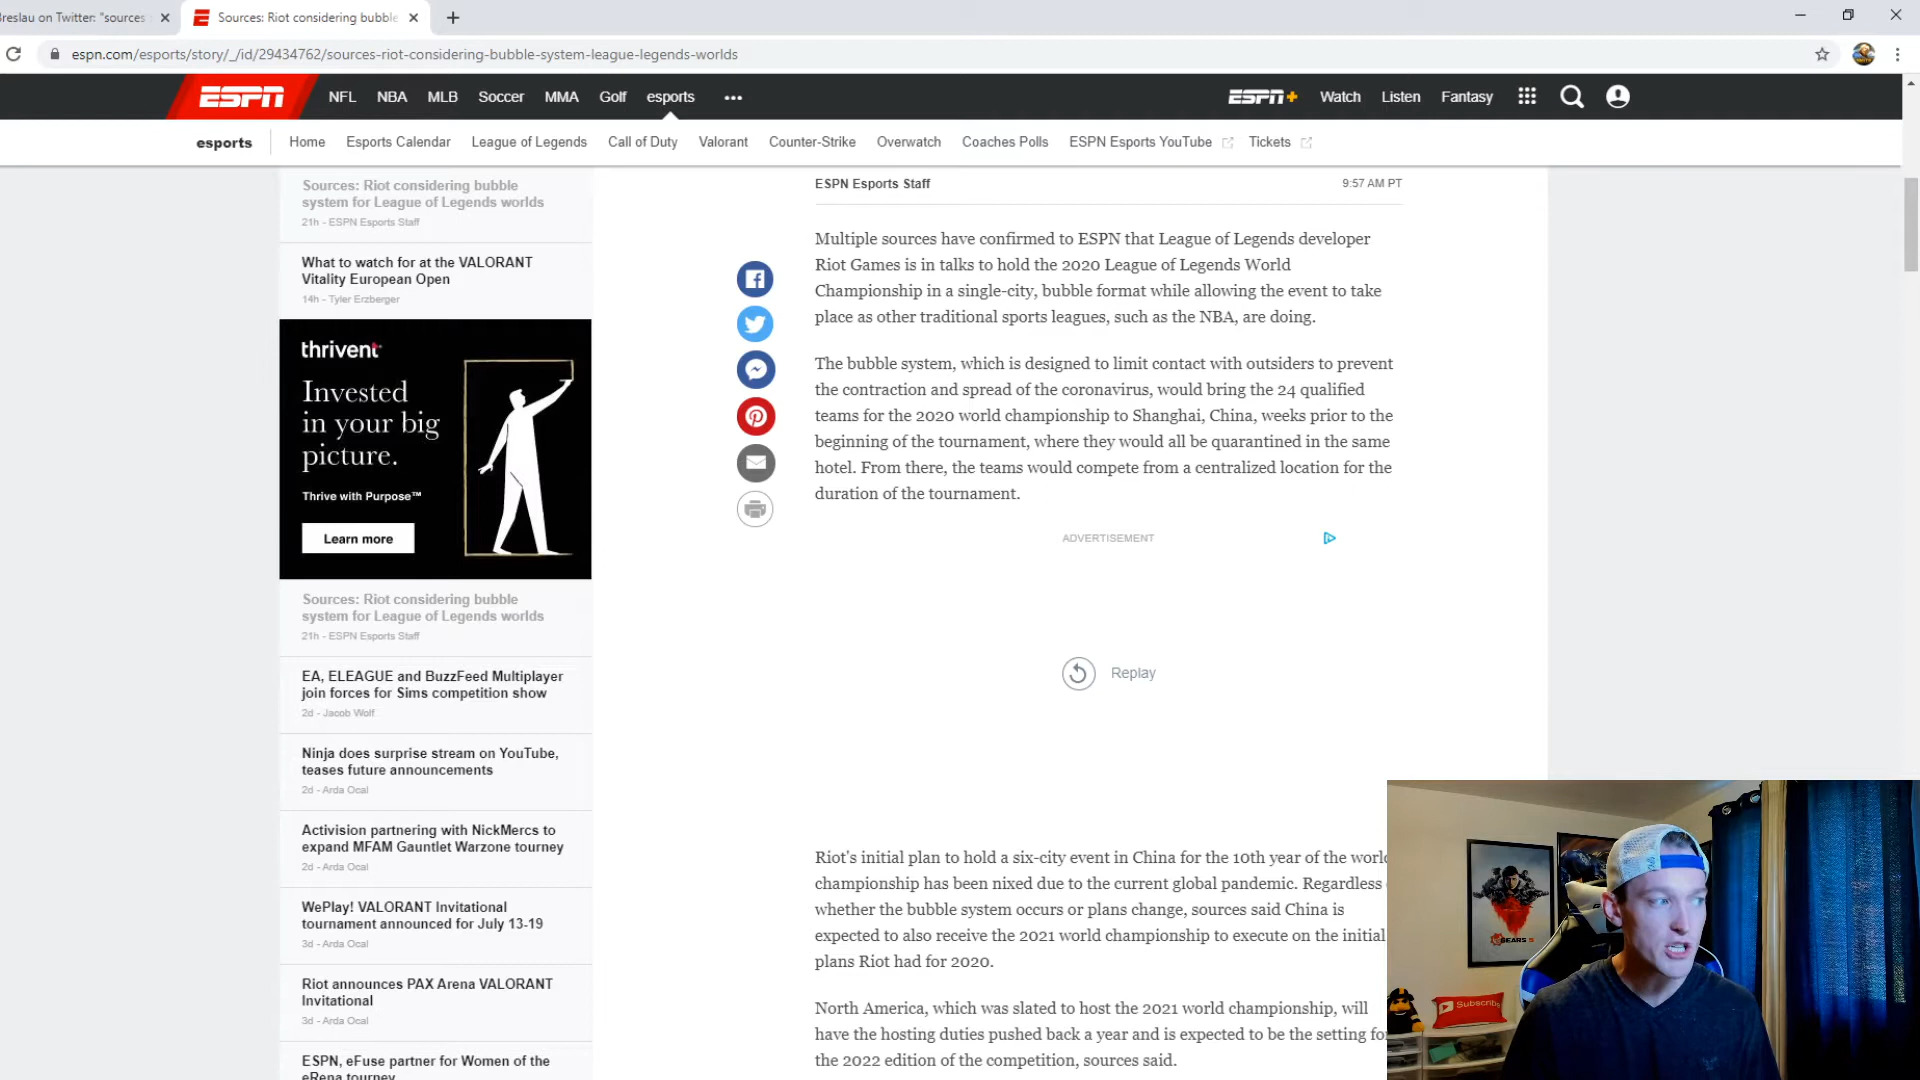 Breslau on Twitter: "sources
Sources: Riot considering bubble
espn.com/esports/story/_/id/29434762/sources-riot-considering-bubble-system-league-legends-worlds
ESPN
NFL NBA MLB Soccer MMA Golf esports
ESPN+ Watch Listen Fantasy
esports Home Esports Calendar League of Legends Call of Duty Valorant Counter-Strike Overwatch Coaches Polls ESPN Esports YouTube Tickets
Sources: Riot considering bubble
system for League of Legends worlds
21h - ESPN Esports Staff
What to watch for at the VALORANT
Vitality European Open
14h - Tyler Erzberger
thrivent
Invested
in your big
picture.
Thrive with Purpose™
Learn more
Sources: Riot considering bubble
system for League of Legends worlds
21h - ESPN Esports Staff
EA, ELEAGUE and BuzzFeed Multiplayer
join forces for Sims competition show
2d - Jacob Wolf
Ninja does surprise stream on YouTube,
teases future announcements
2d - Arda Ocal
Activision partnering with NickMercs to
expand MFAM Gauntlet Warzone tourney
2d - Arda Ocal
WePlay! VALORANT Invitational
tournament announced for July 13-19
3d - Arda Ocal
Riot announces PAX Arena VALORANT
Invitational
3d - Arda Ocal
ESPN, eFuse partner for Women of the
eRena tourney
ESPN Esports Staff
9:57 AM PT
Multiple sources have confirmed to ESPN that League of Legends developer
Riot Games is in talks to hold the 2020 League of Legends World
Championship in a single-city, bubble format while allowing the event to take
place as other traditional sports leagues, such as the NBA, are doing.
The bubble system, which is designed to limit contact with outsiders to prevent
the contraction and spread of the coronavirus, would bring the 24 qualified
teams for the 2020 world championship to Shanghai, China, weeks prior to the
beginning of the tournament, where they would all be quarantined in the same
hotel. From there, the teams would compete from a centralized location for the
duration of the tournament.
ADVERTISEMENT
Replay
Riot's initial plan to hold a six-city event in China for the 10th year of the world
championship has been nixed due to the current global pandemic. Regardless
whether the bubble system occurs or plans change, sources said China is
expected to also receive the 2021 world championship to execute on the initial
plans Riot had for 2020.
North America, which was slated to host the 2021 world championship, will
have the hosting duties pushed back a year and is expected to be the setting for
the 2022 edition of the competition, sources said.
GEARS 5
Subscribe